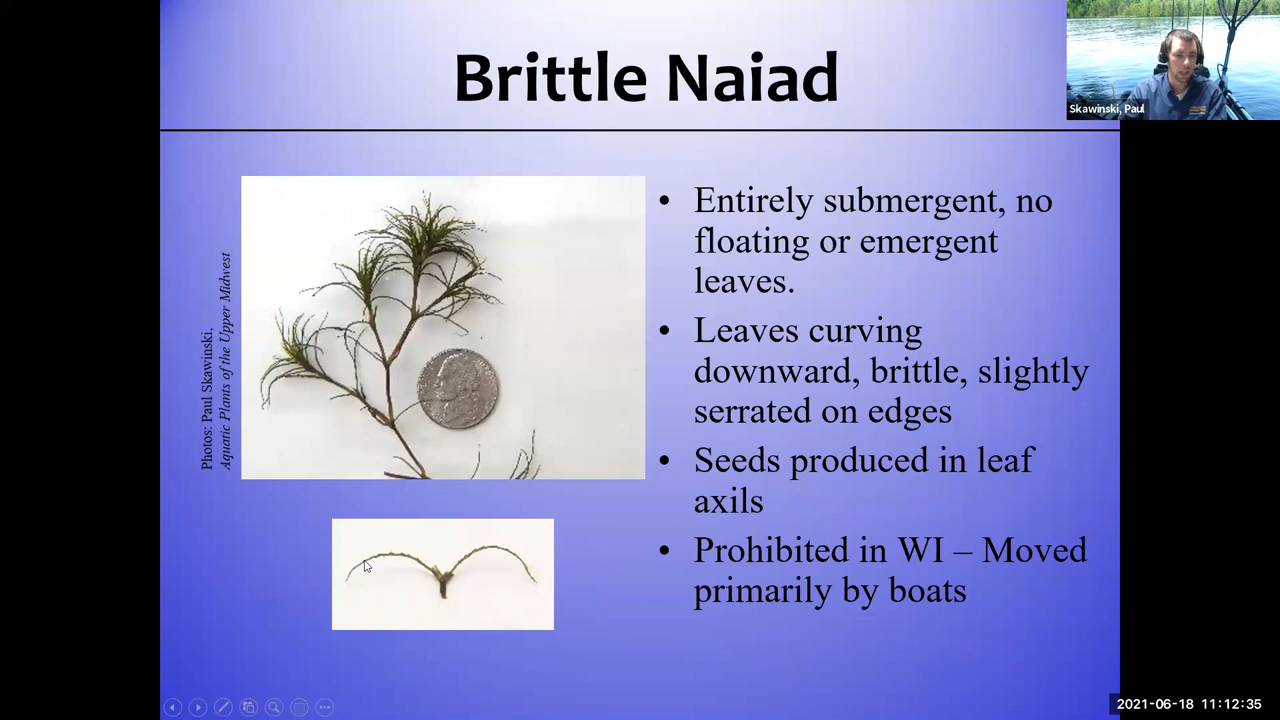 Brittle Naiad
Skawinski, Paul
Photos: Paul Skawinski,
Aquatic Plants of the Upper Midwest
• Entirely submergent, no
floating or emergent
leaves.
• Leaves curving
downward, brittle, slightly
serrated on edges
• Seeds produced in leaf
axils
• Prohibited in WI – Moved
primarily by boats
2021-06-18 11:12:35